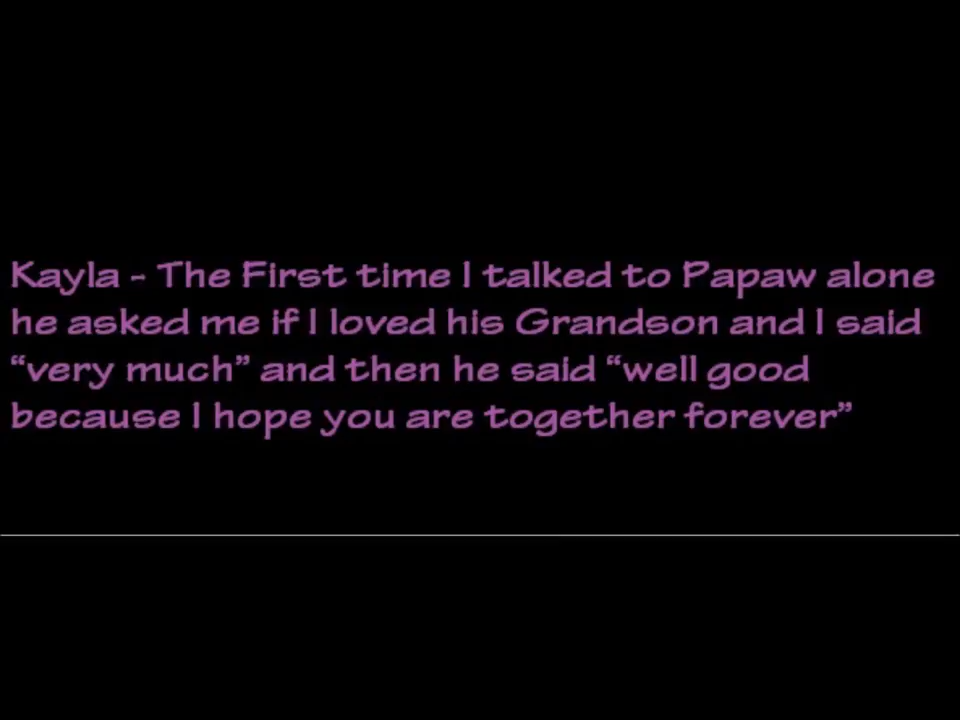 Kayla - The First time I talked to Papaw alone
he asked me if I loved his Grandson and I said
“very much” and then he said “well good
because I hope you are together forever”